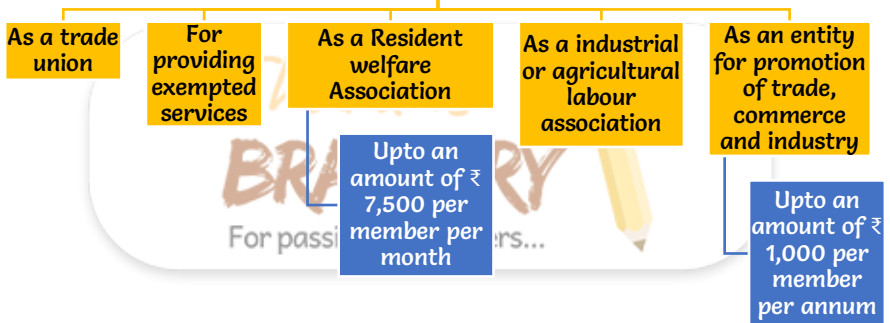 As a trade
union
For
providing
exempted
services
As a Resident
welfare
Association
As a industrial
or agricultural
labour
association
As an entity
for promotion
of trade,
commerce
and industry
Upto an
amount of ₹
7,500 per
member per
month
Upto an
amount of ₹
1,000 per
member
per annum
For